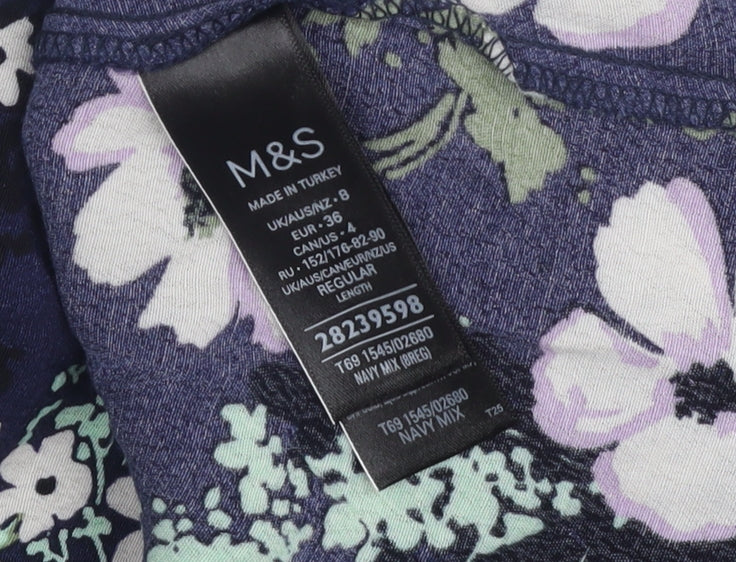 M&S
MADE IN TURKEY
UK/AUS/NZ • 8
EUR • 36
CAN/US • 4
RU • 152/176-82-90
UK/AUS/CAN/EUR/NZ/US
REGULAR
LENGTH
28239598
T69 1545/02680
NAVY MIX (BREG)
T69 1545/02680
NAVY MIX
T25